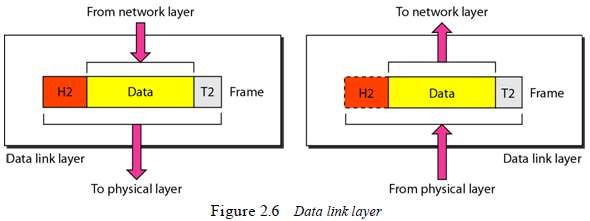 From network layer
H2 Data T2 Frame
Data link layer
To physical layer
To network layer
H2 Data T2 Frame
Data link layer
From physical layer
Figure 2.6 Data link layer